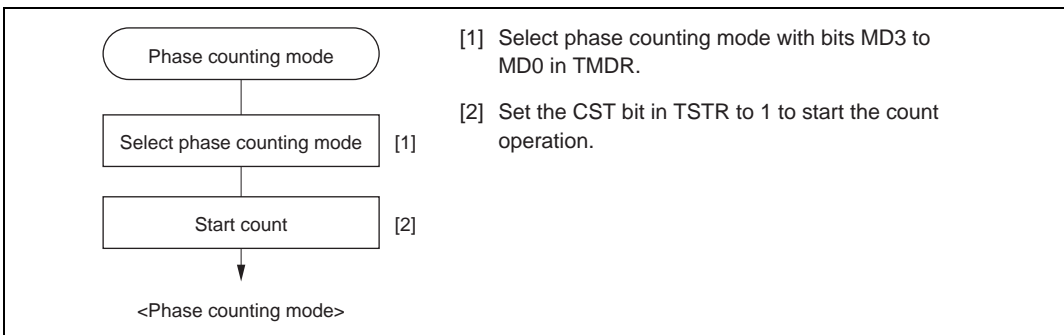 Phase counting mode
Select phase counting mode
[1]
Start count
[2]
<Phase counting mode>
[1] Select phase counting mode with bits MD3 to
MD0 in TMDR.
[2] Set the CST bit in TSTR to 1 to start the count
operation.